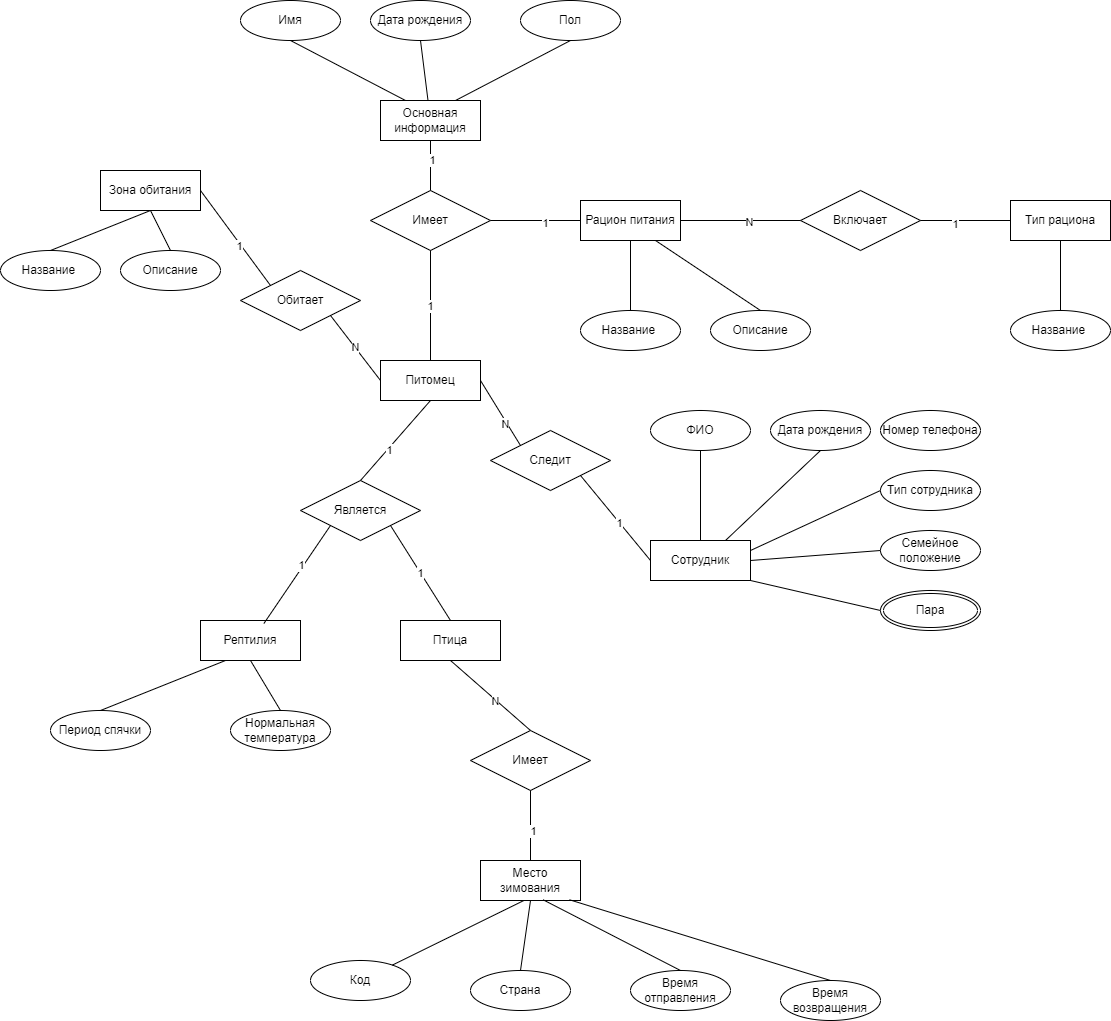 Имя
Дата рождения
Пол
Основная
информация
1
Зона обитания
Имеет
1
Рацион питания
N
Включает
1
Тип рациона
1
Название
Описание
Обитает
1
Название
Описание
Название
N
Питомец
N
ФИО
Дата рождения
Номер телефона
1
Следит
Тип сотрудника
Является
1
Семейное
положение
Сотрудник
1
1
Пара
Рептилия
Птица
N
Период спячки
Нормальная
температура
Имеет
1
Место
зимования
Код
Страна
Время
отправления
Время
возвращения